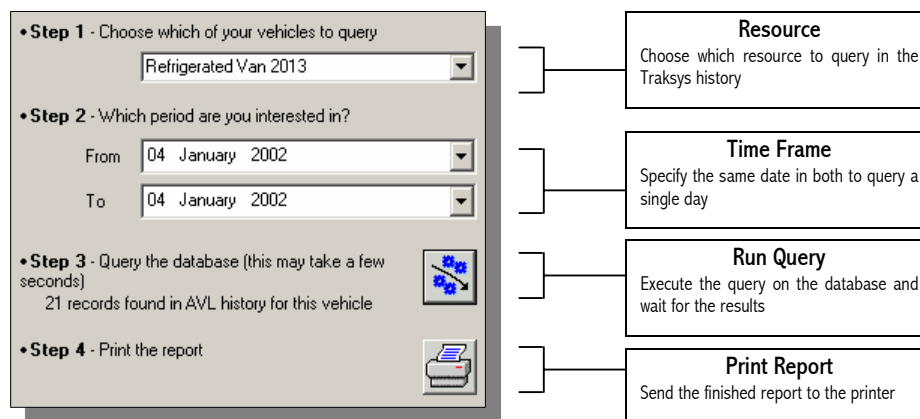 • Step 1 - Choose which of your vehicles to query
Refrigerated Van 2013
• Step 2 - Which period are you interested in?
From 04 January 2002
To 04 January 2002
• Step 3 - Query the database (this may take a few
seconds)
21 records found in AVL history for this vehicle
• Step 4 - Print the report
Resource
Choose which resource to query in the
Traksys history
Time Frame
Specify the same date in both to query a
single day
Run Query
Execute the query on the database and
wait for the results
Print Report
Send the finished report to the printer